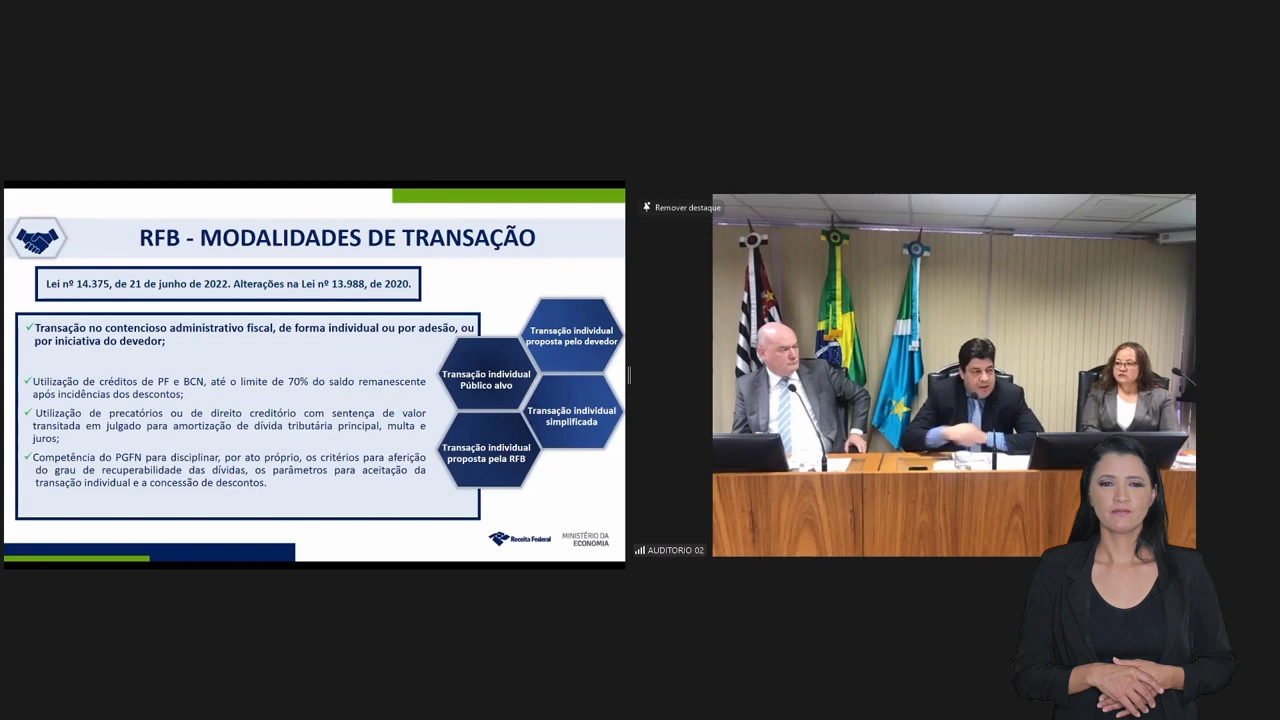 RFB - MODALIDADES DE TRANSAÇÃO
Lei nº 14.375, de 21 de junho de 2022. Alterações na Lei nº 13.988, de 2020.
✓Transação no contencioso administrativo fiscal, de forma individual ou por adesão, ou
por iniciativa do devedor;
✓Utilização de créditos de PF e BCN, até o limite de 70% do saldo remanescente
após incidências dos descontos;
✓ Utilização de precatórios ou de direito creditório com sentença de valor
transitada em julgado para amortização de dívida tributária principal, multa e
juros;
✓Competência do PGFN para disciplinar, por ato próprio, os critérios para aferição
do grau de recuperabilidade das dívidas, os parâmetros para aceitação da
transação individual e a concessão de descontos.
Transação individual
proposta pelo devedor
Transação individual
Público alvo
Transação individual
simplificada
Transação individual
proposta pela RFB
Receita Federal
MINISTÉRIO DA
ECONOMIA
Remover destaque
AUDITORIO 02